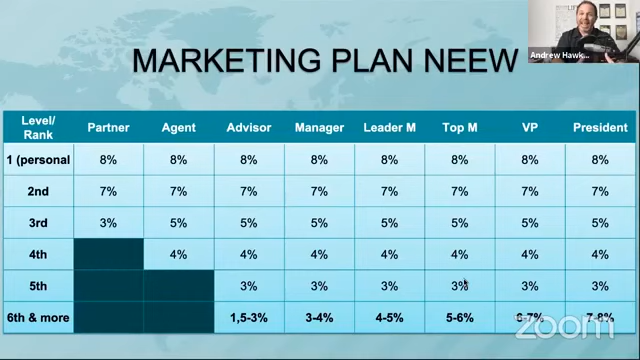 Andrew Hawk...
MARKETING PLAN NEEW
Level/ Partner Agent Advisor Manager Leader M Top M VP President
Rank
1 (personal 8% 8% 8% 8% 8% 8% 8% 8%
2nd 7% 7% 7% 7% 7% 7% 7% 7%
3rd 3% 5% 5% 5% 5% 5% 5% 5%
4th 4% 4% 4% 4% 4% 4% 4%
5th 3% 3% 3% 3% 3% 3%
6th & more 1,5-3% 3-4% 4-5% 5-6% 6-7% 7-8%
zoom